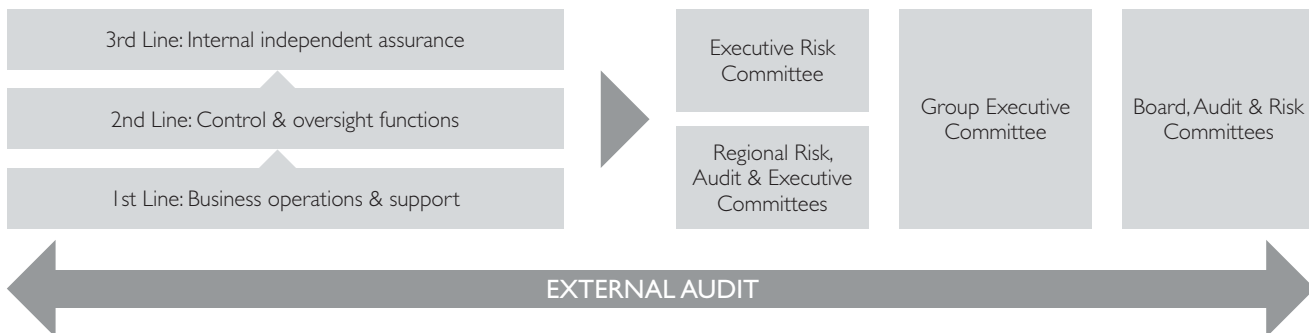 3rd Line: Internal independent assurance
2nd Line: Control & oversight functions
1st Line: Business operations & support
Executive Risk
Committee
Regional Risk,
Audit & Executive
Committees
Group Executive
Committee
Board, Audit & Risk
Committees
EXTERNAL AUDIT